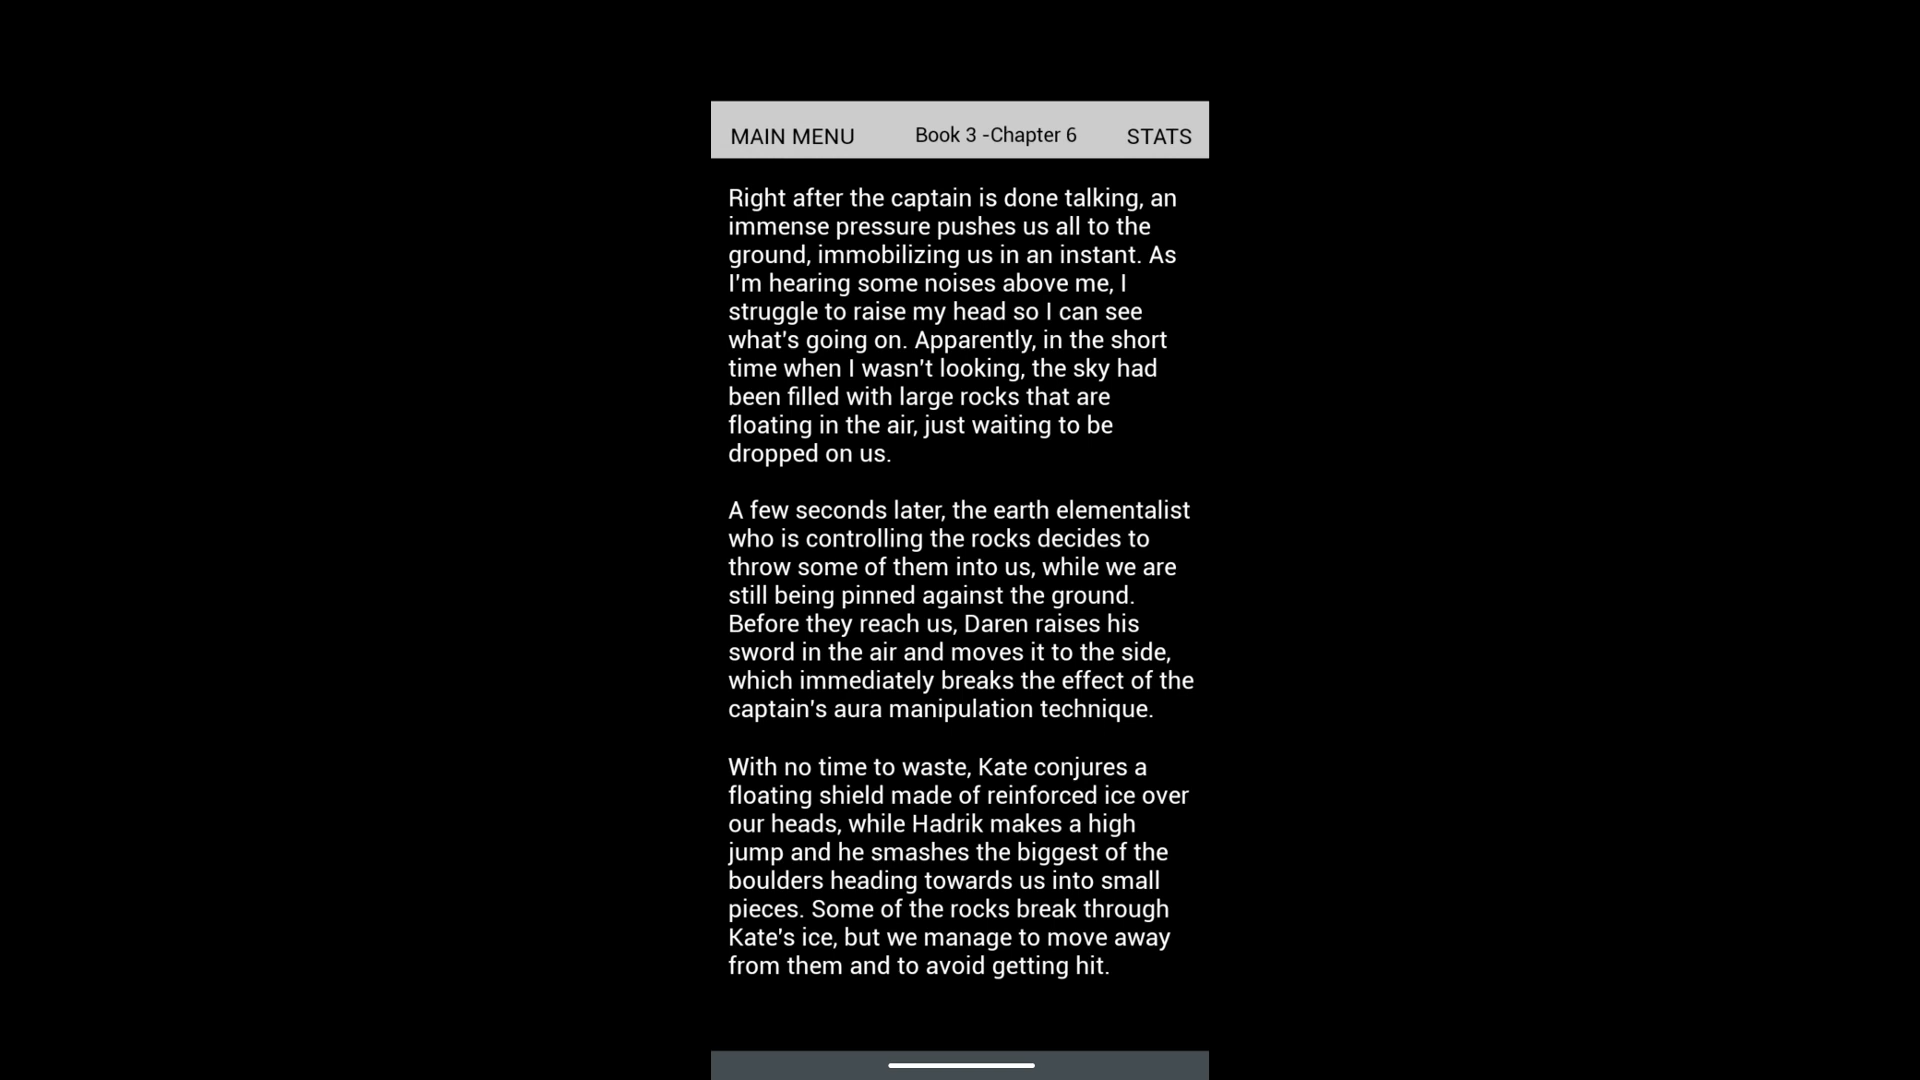 MAIN MENU
Book 3 -Chapter 6
STATS
Right after the captain is done talking, an
immense pressure pushes us all to the
ground, immobilizing us in an instant. As
I'm hearing some noises above me, I
struggle to raise my head so I can see
what's going on. Apparently, in the short
time when I wasn't looking, the sky had
been filled with large rocks that are
floating in the air, just waiting to be
dropped on us.
A few seconds later, the earth elementalist
who is controlling the rocks decides to
throw some of them into us, while we are
still being pinned against the ground.
Before they reach us, Daren raises his
sword in the air and moves it to the side,
which immediately breaks the effect of the
captain's aura manipulation technique.
With no time to waste, Kate conjures a
floating shield made of reinforced ice over
our heads, while Hadrik makes a high
jump and he smashes the biggest of the
boulders heading towards us into small
pieces. Some of the rocks break through
Kate's ice, but we manage to move away
from them and to avoid getting hit.